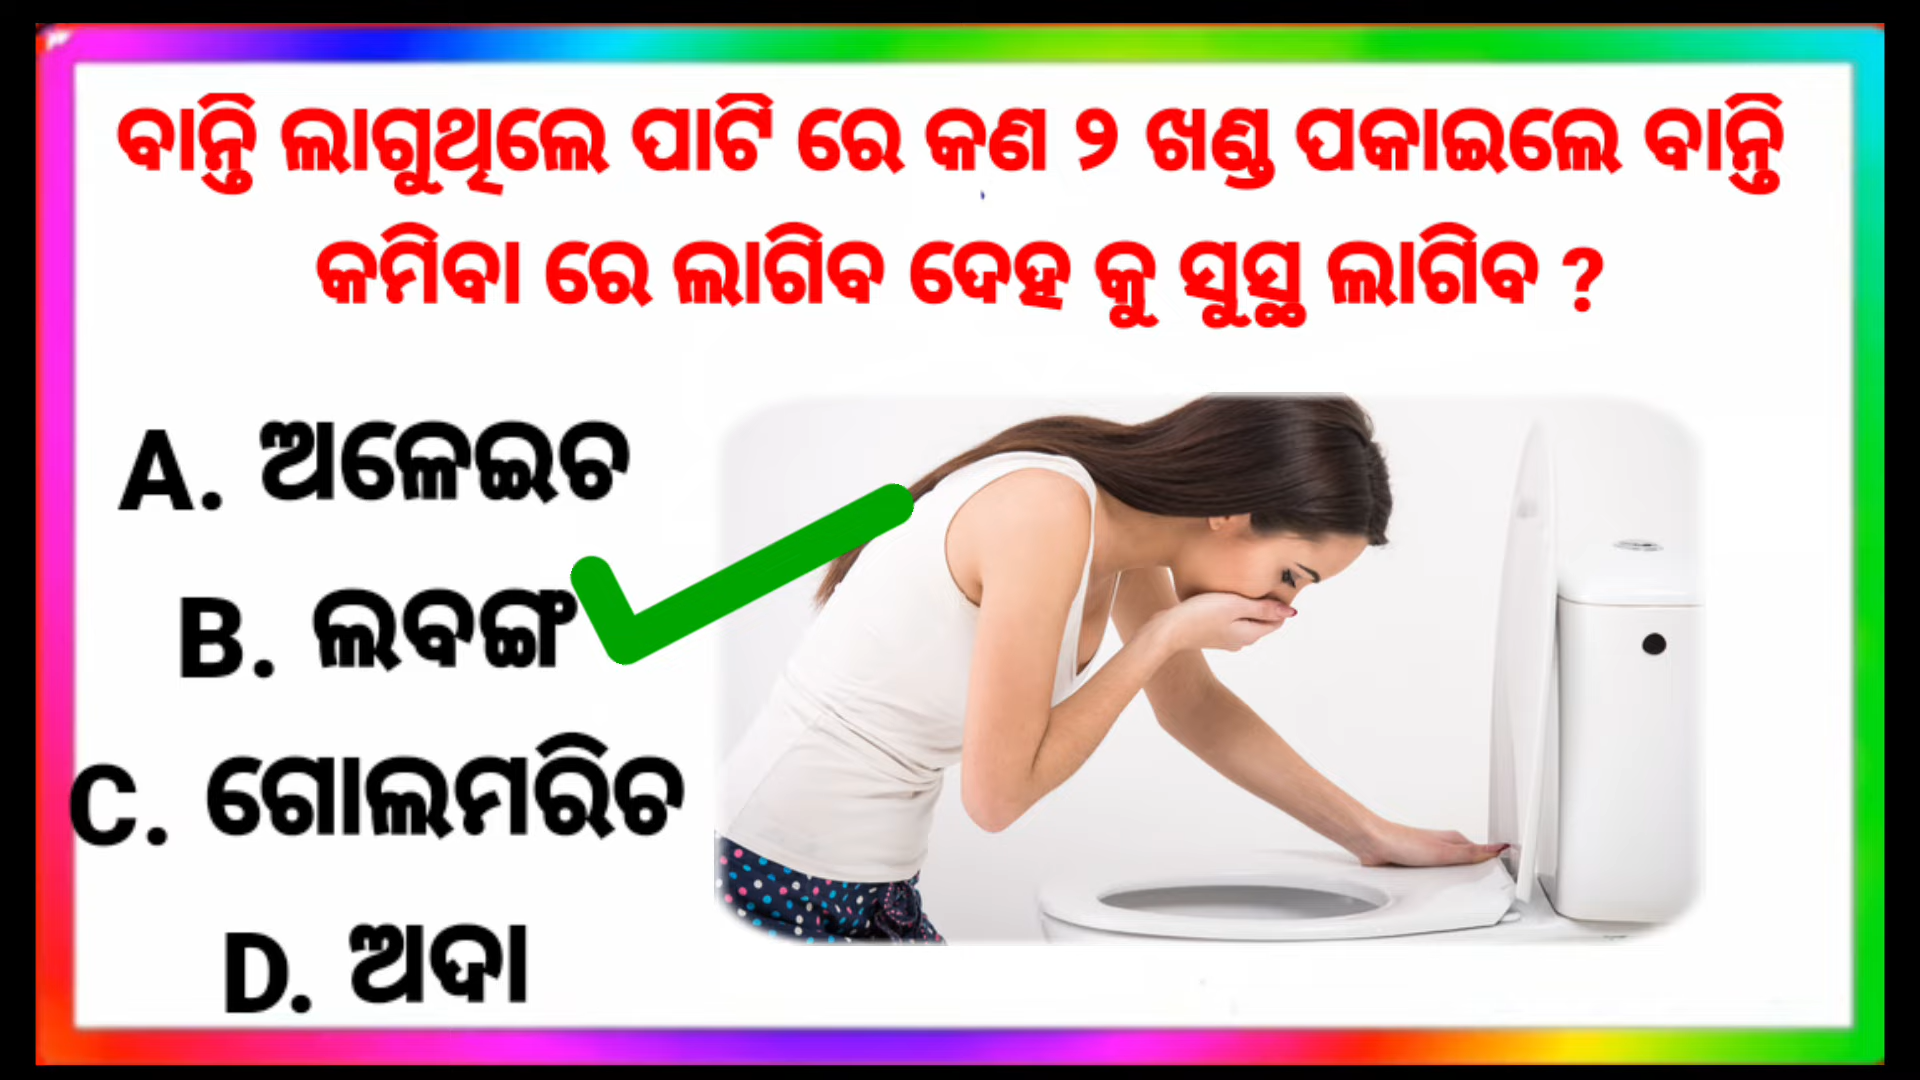 ବାନ୍ତି ଲାଗୁଥିଲେ ପାଟି ରେ କଣ ୨ ଖଣ୍ଡ ପକାଇଲେ ବାନ୍ତି
କମିବା ରେ ଲାଗିବ ଦେହ କୁ ସୁସ୍ଥ ଲାଗିବ ?
A. ଅଳେଇଚ
B. ଲବଙ୍ଗ
C. ଗୋଲମରିଚ
D. ଅଦା